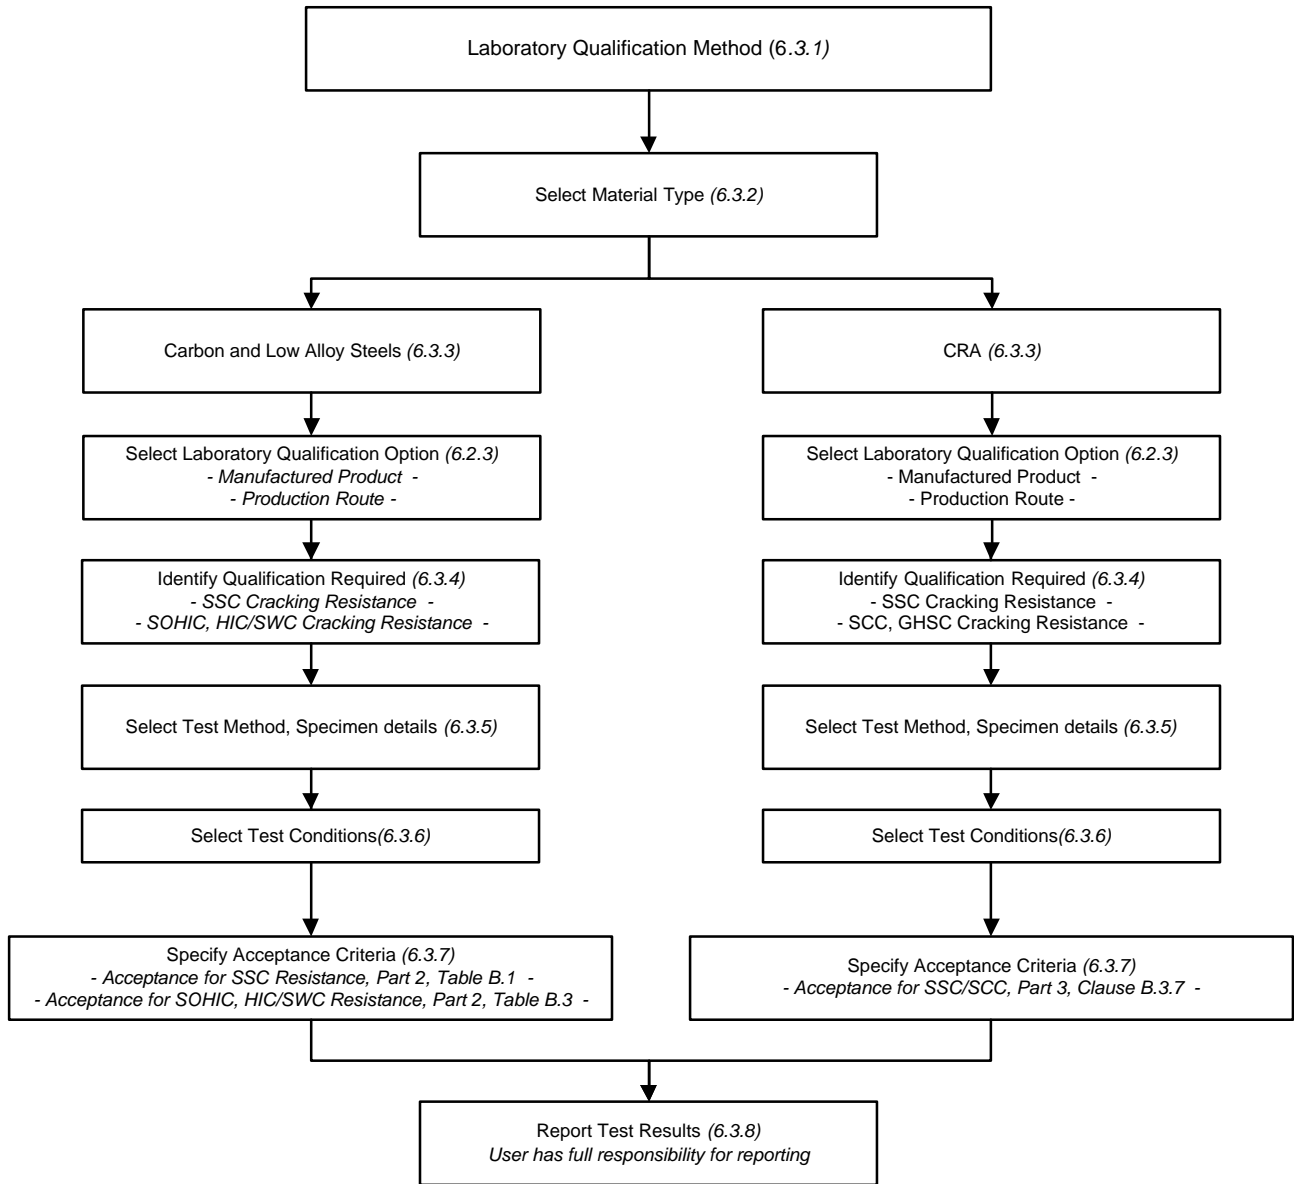 Laboratory Qualification Method (6.3.1)
Select Material Type (6.3.2)
Carbon and Low Alloy Steels (6.3.3)
CRA (6.3.3)
Select Laboratory Qualification Option (6.2.3)
- Manufactured Product -
- Production Route -
Select Laboratory Qualification Option (6.2.3)
- Manufactured Product -
- Production Route -
Identify Qualification Required (6.3.4)
- SSC Cracking Resistance -
- SOHIC, HIC/SWC Cracking Resistance -
Identify Qualification Required (6.3.4)
- SSC Cracking Resistance -
- SCC, GHSC Cracking Resistance -
Select Test Method, Specimen details (6.3.5)
Select Test Method, Specimen details (6.3.5)
Select Test Conditions(6.3.6)
Select Test Conditions(6.3.6)
Specify Acceptance Criteria (6.3.7)
- Acceptance for SSC Resistance, Part 2, Table B.1 -
- Acceptance for SOHIC, HIC/SWC Resistance, Part 2, Table B.3 -
Specify Acceptance Criteria (6.3.7)
- Acceptance for SSC/SCC, Part 3, Clause B.3.7 -
Report Test Results (6.3.8)
User has full responsibility for reporting